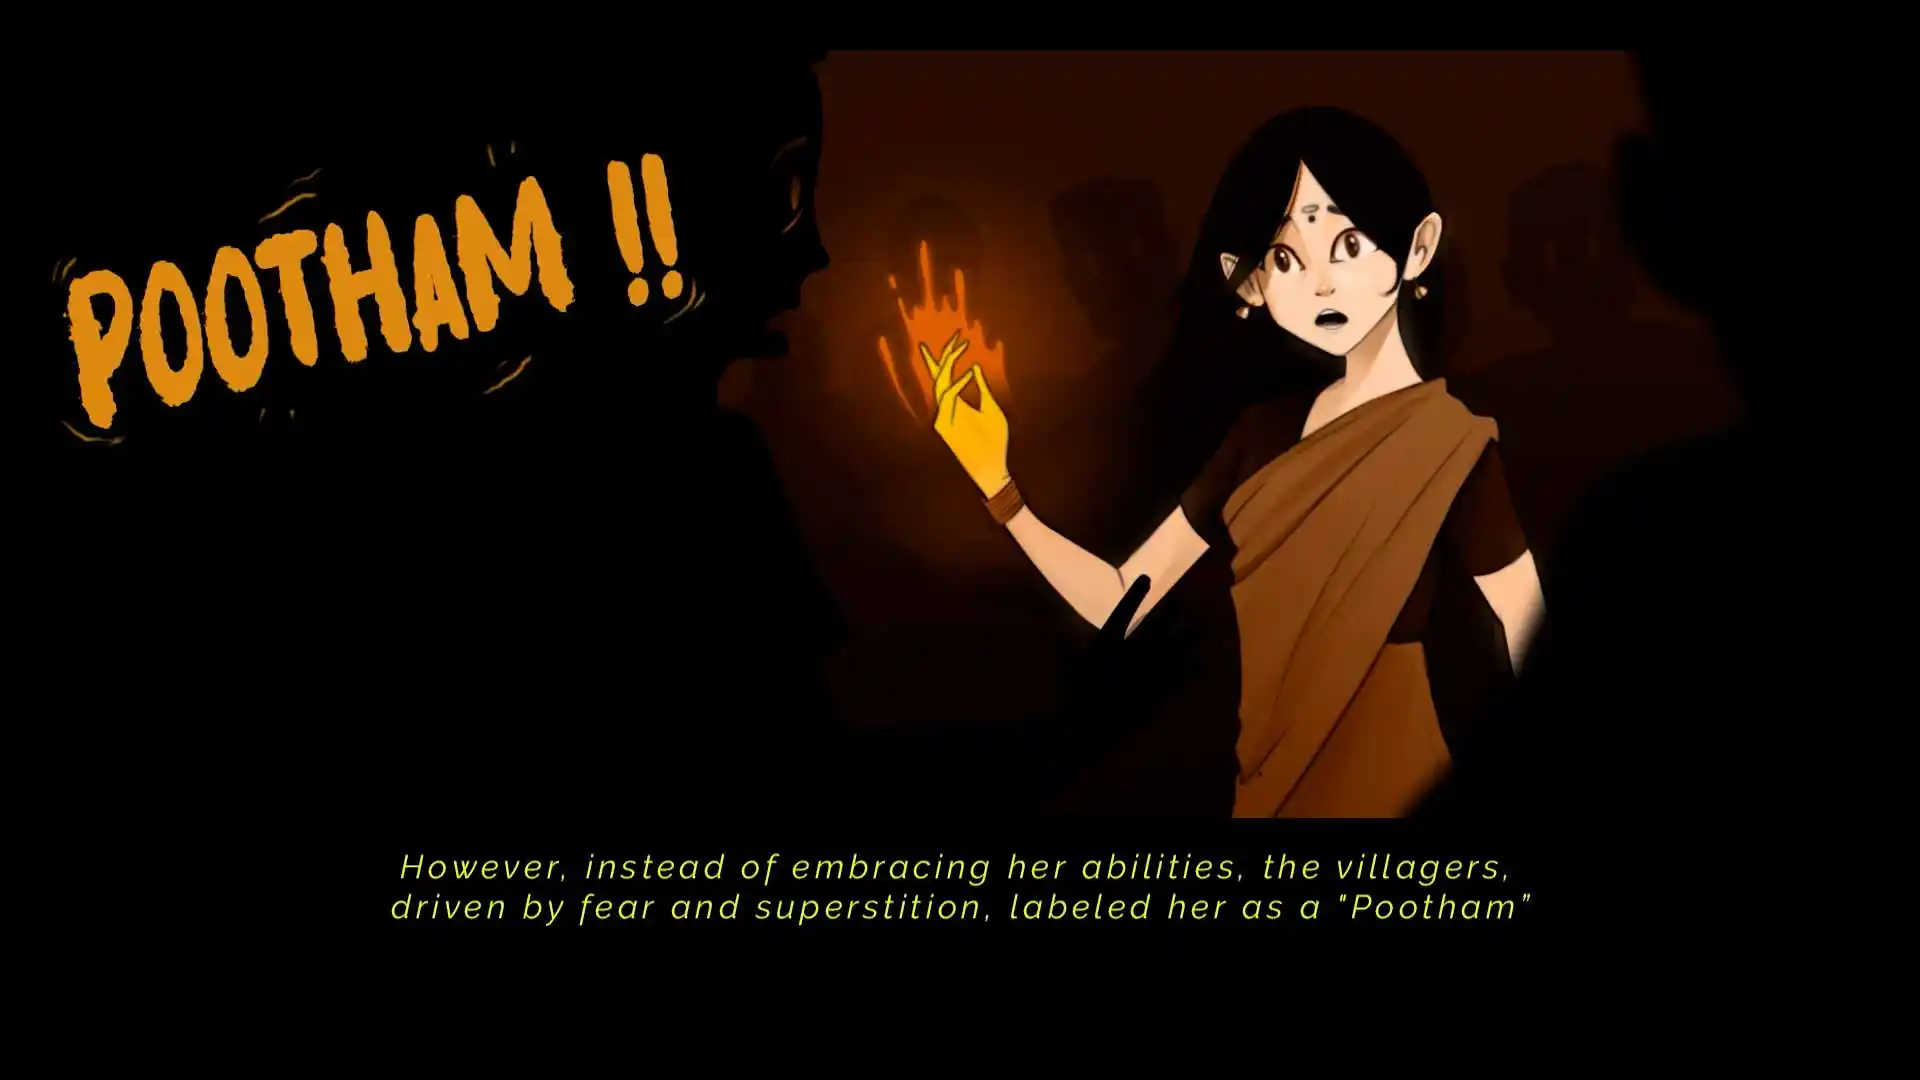 POOTHAM !!
However, instead of embracing her abilities, the villagers,
driven by fear and superstition, labeled her as a "Pootham”